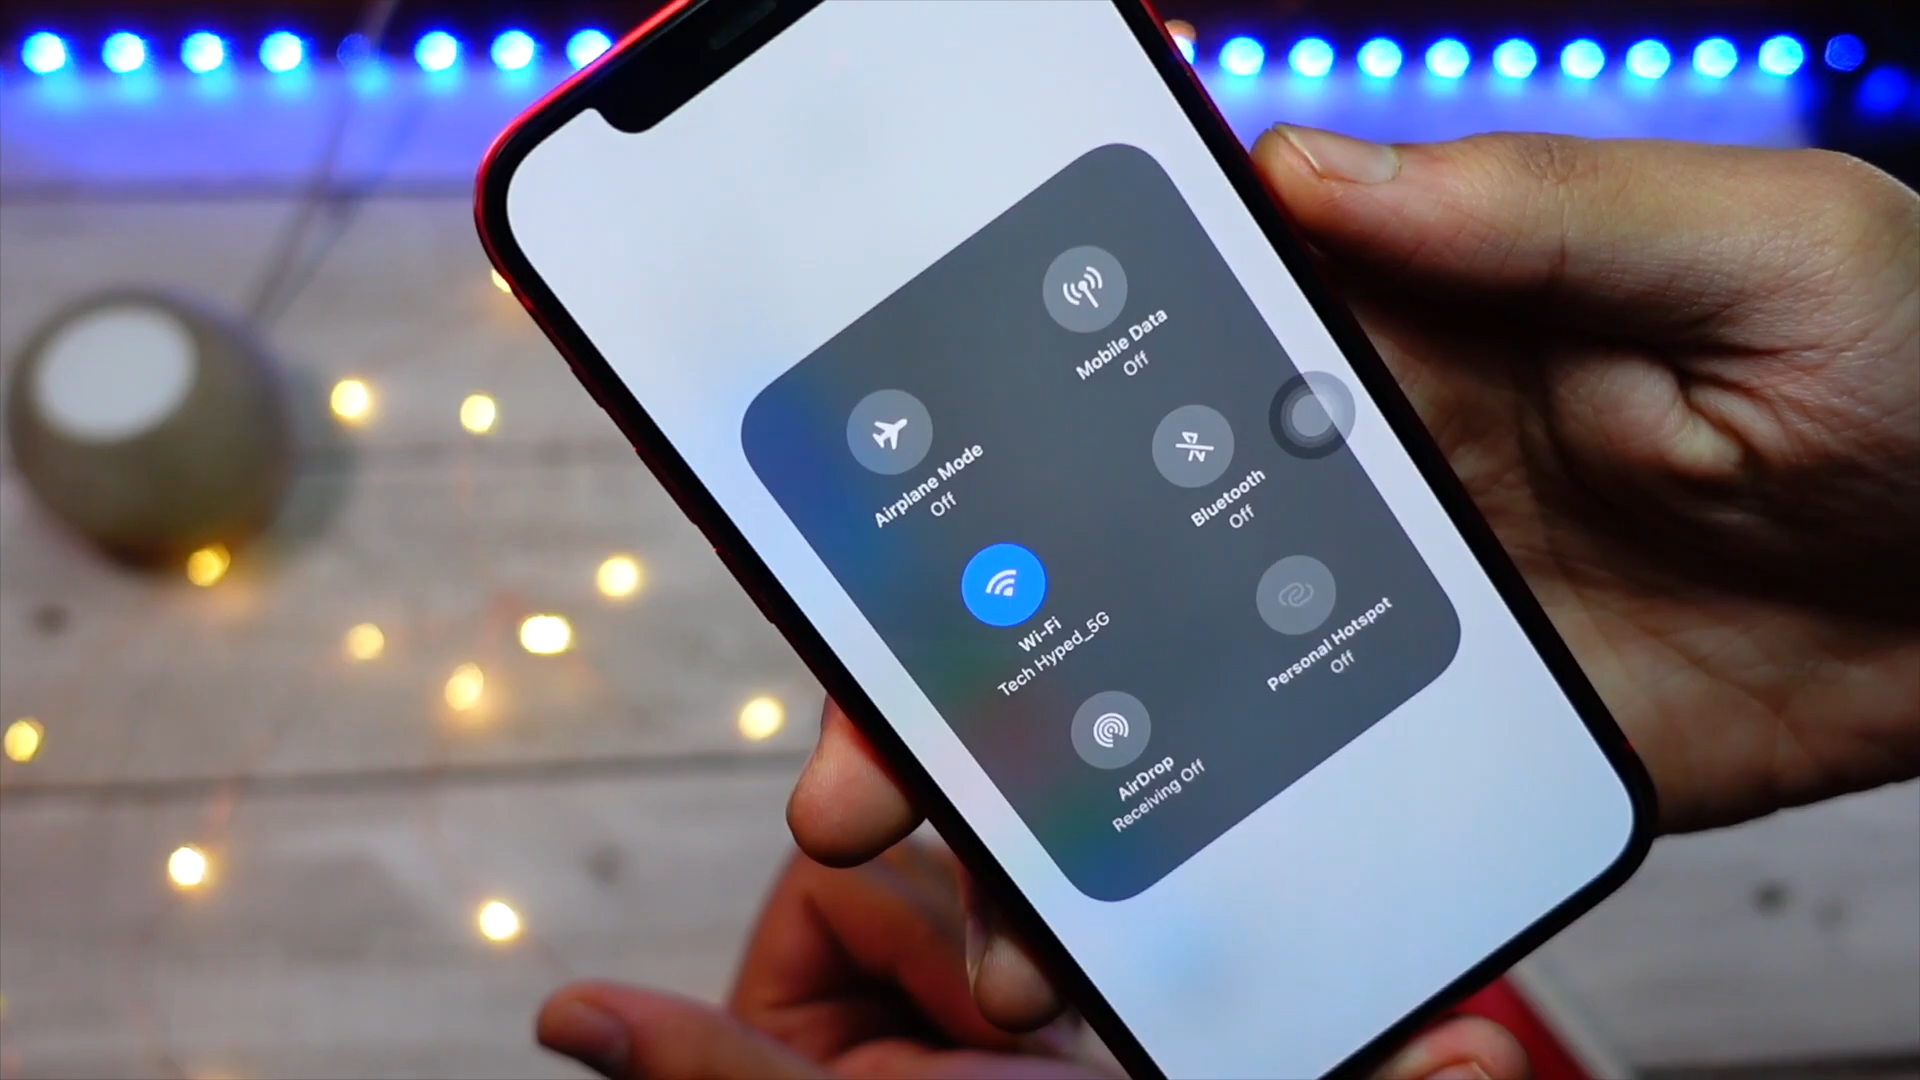 Airplane Mode
Off
Mobile Data
Off
Wi-Fi
Tech Hyped_5G
Bluetooth
Off
AirDrop
Receiving Off
Personal Hotspot
Off